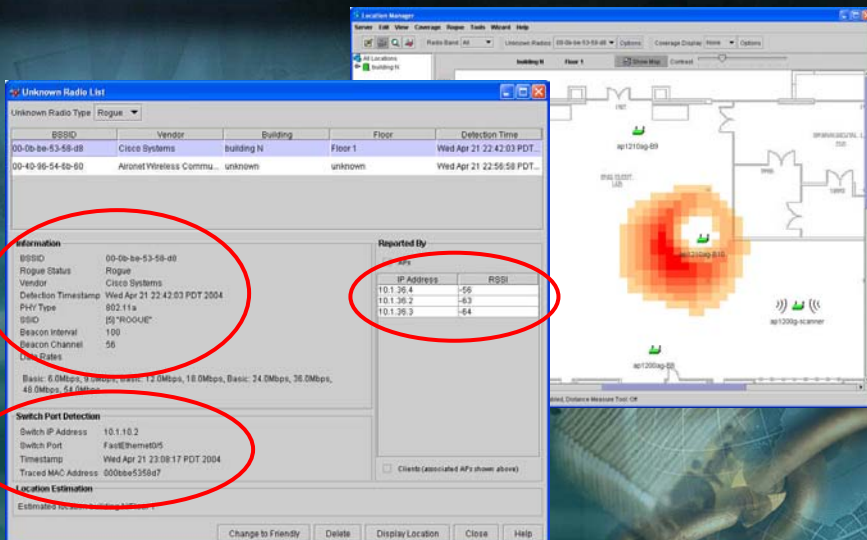 Location Manager
Server Edit View Coverage Rogue Tools Wizard Help
Radio Band All Unknown Radios 00-0b-be-53-58-d8 Options Coverage Display None Options
All Locations
building N
building N Floor 1 Show Map Contrast
ap1210ag-B9
ap1210ag-B10
ap1200g-scanner
ap1200ag-B8
Distance Measure Tool: Off
Unknown Radio List
Unknown Radio Type Rogue
BSSID Vendor Building Floor Detection Time
00-0b-be-53-58-d8 Cisco Systems building N Floor 1 Wed Apr 21 22:42:03 PDT...
00-40-96-54-6b-60 Aironet Wireless Commu... unknown unknown Wed Apr 21 22:56:58 PDT...
Information
BSSID 00-0b-be-53-58-d8
Rogue Status Rogue
Vendor Cisco Systems
Detection Timestamp Wed Apr 21 22:42:03 PDT 2004
PHY Type 802.11a
SSID [5] "ROGUE"
Beacon Interval 100
Beacon Channel 56
Data Rates
Basic: 6.0Mbps, 9.0Mbps, Basic: 12.0Mbps, 18.0Mbps, Basic: 24.0Mbps, 36.0Mbps,
48.0Mbps, 54.0Mbps
Reported By
APs
IP Address RSSI
10.1.36.4 -56
10.1.36.2 -63
10.1.36.3 -64
Clients (associated APs shown above)
Switch Port Detection
Switch IP Address 10.1.10.2
Switch Port FastEthernet0/5
Timestamp Wed Apr 21 23:08:17 PDT 2004
Traced MAC Address 000bbe5358d7
Location Estimation
Estimated location building N/Floor 1
Change to Friendly Delete Display Location Close Help